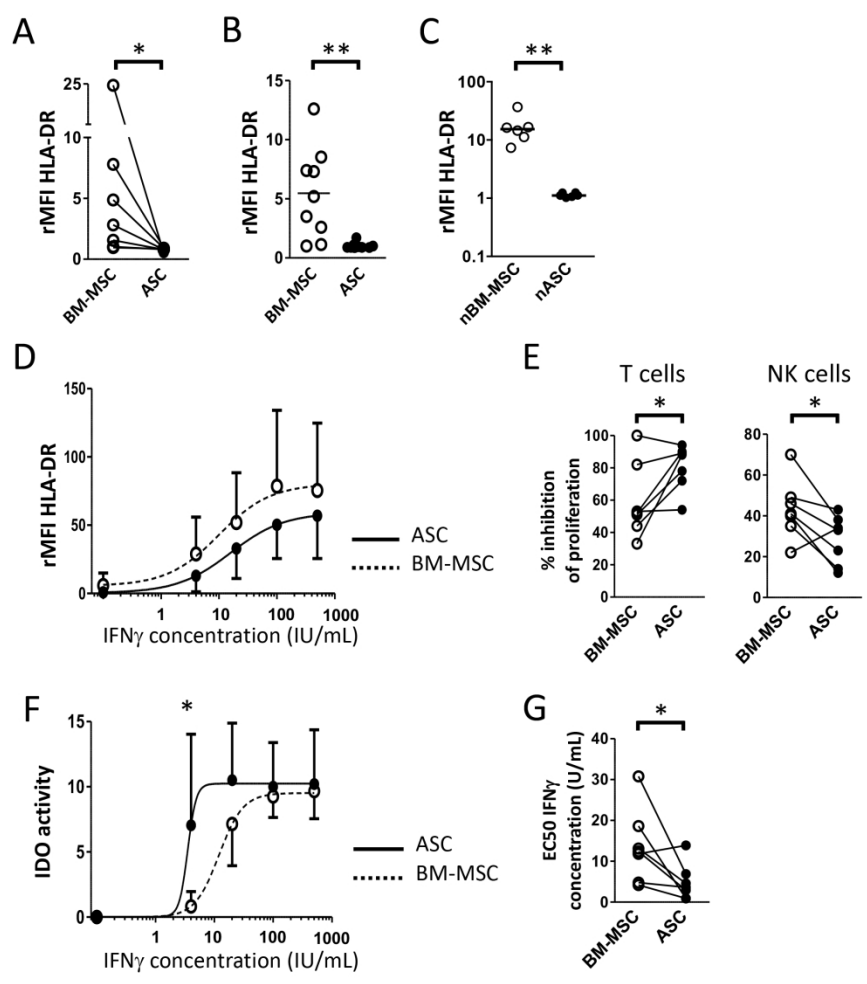 A
*
rMFI HLA-DR
25
10
5
0
BM-MSC
ASC
B
**
rMFI HLA-DR
15
10
5
0
BM-MSC
ASC
C
**
rMFI HLA-DR
100
10
1
0.1
nBM-MSC
nASC
D
rMFI HLA-DR
150
100
50
0
1
10
100
1000
IFNγ concentration (IU/mL)
ASC
BM-MSC
E
T cells
*
% inhibition
of proliferation
100
80
60
40
20
0
BM-MSC
ASC
NK cells
*
80
60
40
20
0
BM-MSC
ASC
F
*
IDO activity
15
10
5
0
1
10
100
1000
IFNγ concentration (IU/mL)
ASC
BM-MSC
G
*
EC50 IFNγ
concentration (U/mL)
40
30
20
10
0
BM-MSC
ASC